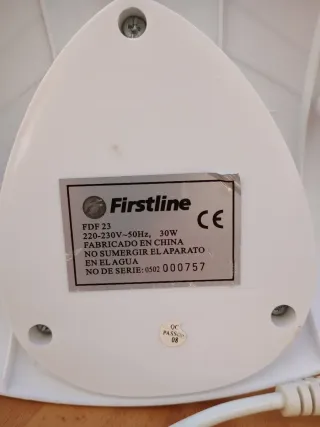 Firstline
CE
FDF 23
220-230V~50Hz, 30W
FABRICADO EN CHINA
NO SUMERGIR EL APARATO
EN EL AGUA
NO DE SERIE: 0502 000757
QC
PASSED
08